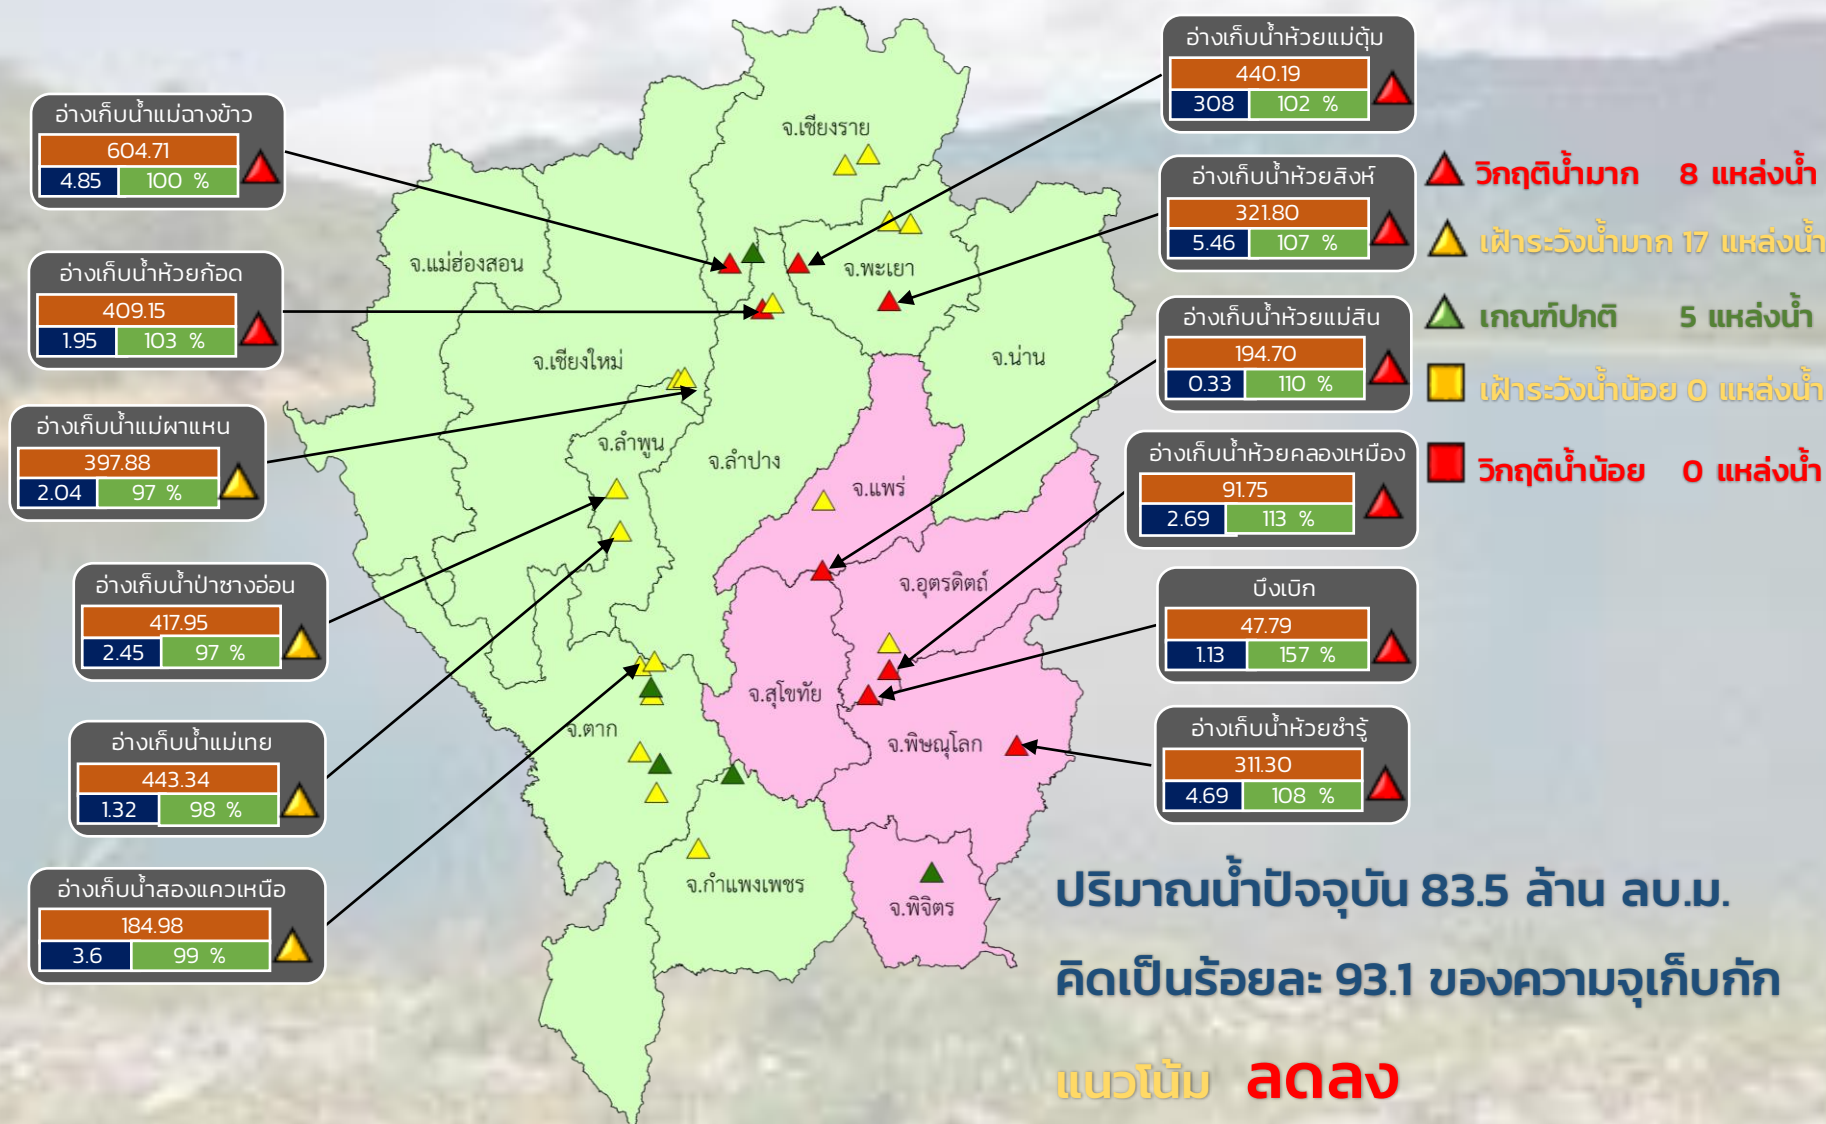 อ่างเก็บน้ำแม่ฉางข้าว
604.71
4.85 100 %
อ่างเก็บน้ำห้วยก้อด
409.15
1.95 103 %
อ่างเก็บน้ำแม่ผาแหน
397.88
2.04 97 %
อ่างเก็บน้ำป่าซางอ่อน
417.95
2.45 97 %
อ่างเก็บน้ำแม่เทย
443.34
1.32 98 %
อ่างเก็บน้ำสองแควเหนือ
184.98
3.6 99 %
จ.เชียงราย
จ.แม่ฮ่องสอน
จ.พะเยา
จ.เชียงใหม่
จ.น่าน
จ.ลำพูน
จ.ลำปาง
จ.แพร่
จ.อุตรดิตถ์
จ.สุโขทัย
จ.ตาก
จ.พิษณุโลก
จ.กำแพงเพชร
จ.พิจิตร
อ่างเก็บน้ำห้วยแม่ตุ้ม
440.19
308 102 %
อ่างเก็บน้ำห้วยสิงห์
321.80
5.46 107 %
อ่างเก็บน้ำห้วยแม่สิน
194.70
0.33 110 %
อ่างเก็บน้ำห้วยคลองเหมือง
91.75
2.69 113 %
บึงเบิก
47.79
1.13 157 %
อ่างเก็บน้ำห้วยซำรู้
311.30
4.69 108 %
วิกฤติน้ำมาก 8 แหล่งน้ำ
เฝ้าระวังน้ำมาก 17 แหล่งน้ำ
เกณฑ์ปกติ 5 แหล่งน้ำ
เฝ้าระวังน้ำน้อย 0 แหล่งน้ำ
วิกฤติน้ำน้อย 0 แหล่งน้ำ
ปริมาณน้ำปัจจุบัน 83.5 ล้าน ลบ.ม.
คิดเป็นร้อยละ 93.1 ของความจุเก็บกัก
แนวโน้ม ลดลง